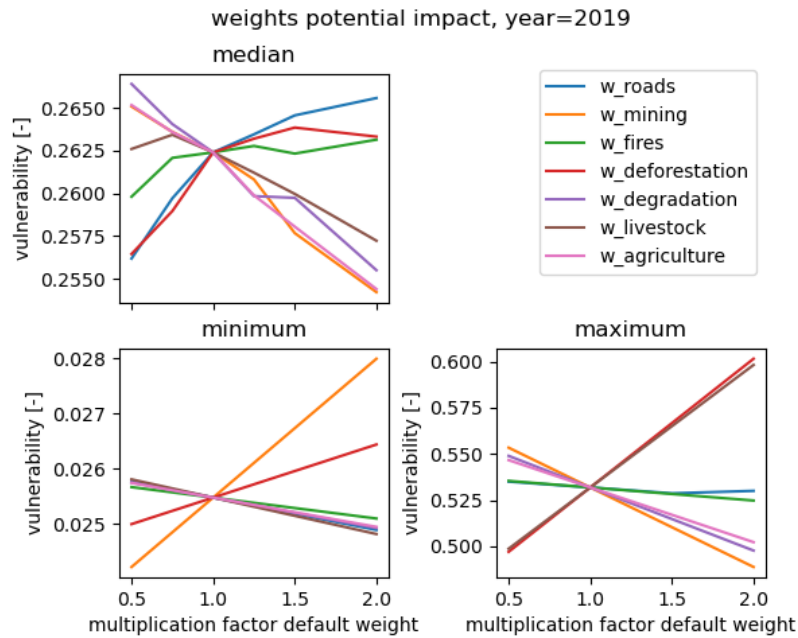 weights potential impact, year=2019
median
vulnerability [-]
0.2650
0.2625
0.2600
0.2575
0.2550
w_roads
w_mining
w_fires
w_deforestation
w_degradation
w_livestock
w_agriculture
minimum
vulnerability [-]
0.028
0.027
0.026
0.025
0.5 1.0 1.5 2.0
multiplication factor default weight
maximum
vulnerability [-]
0.600
0.575
0.550
0.525
0.500
0.5 1.0 1.5 2.0
multiplication factor default weight